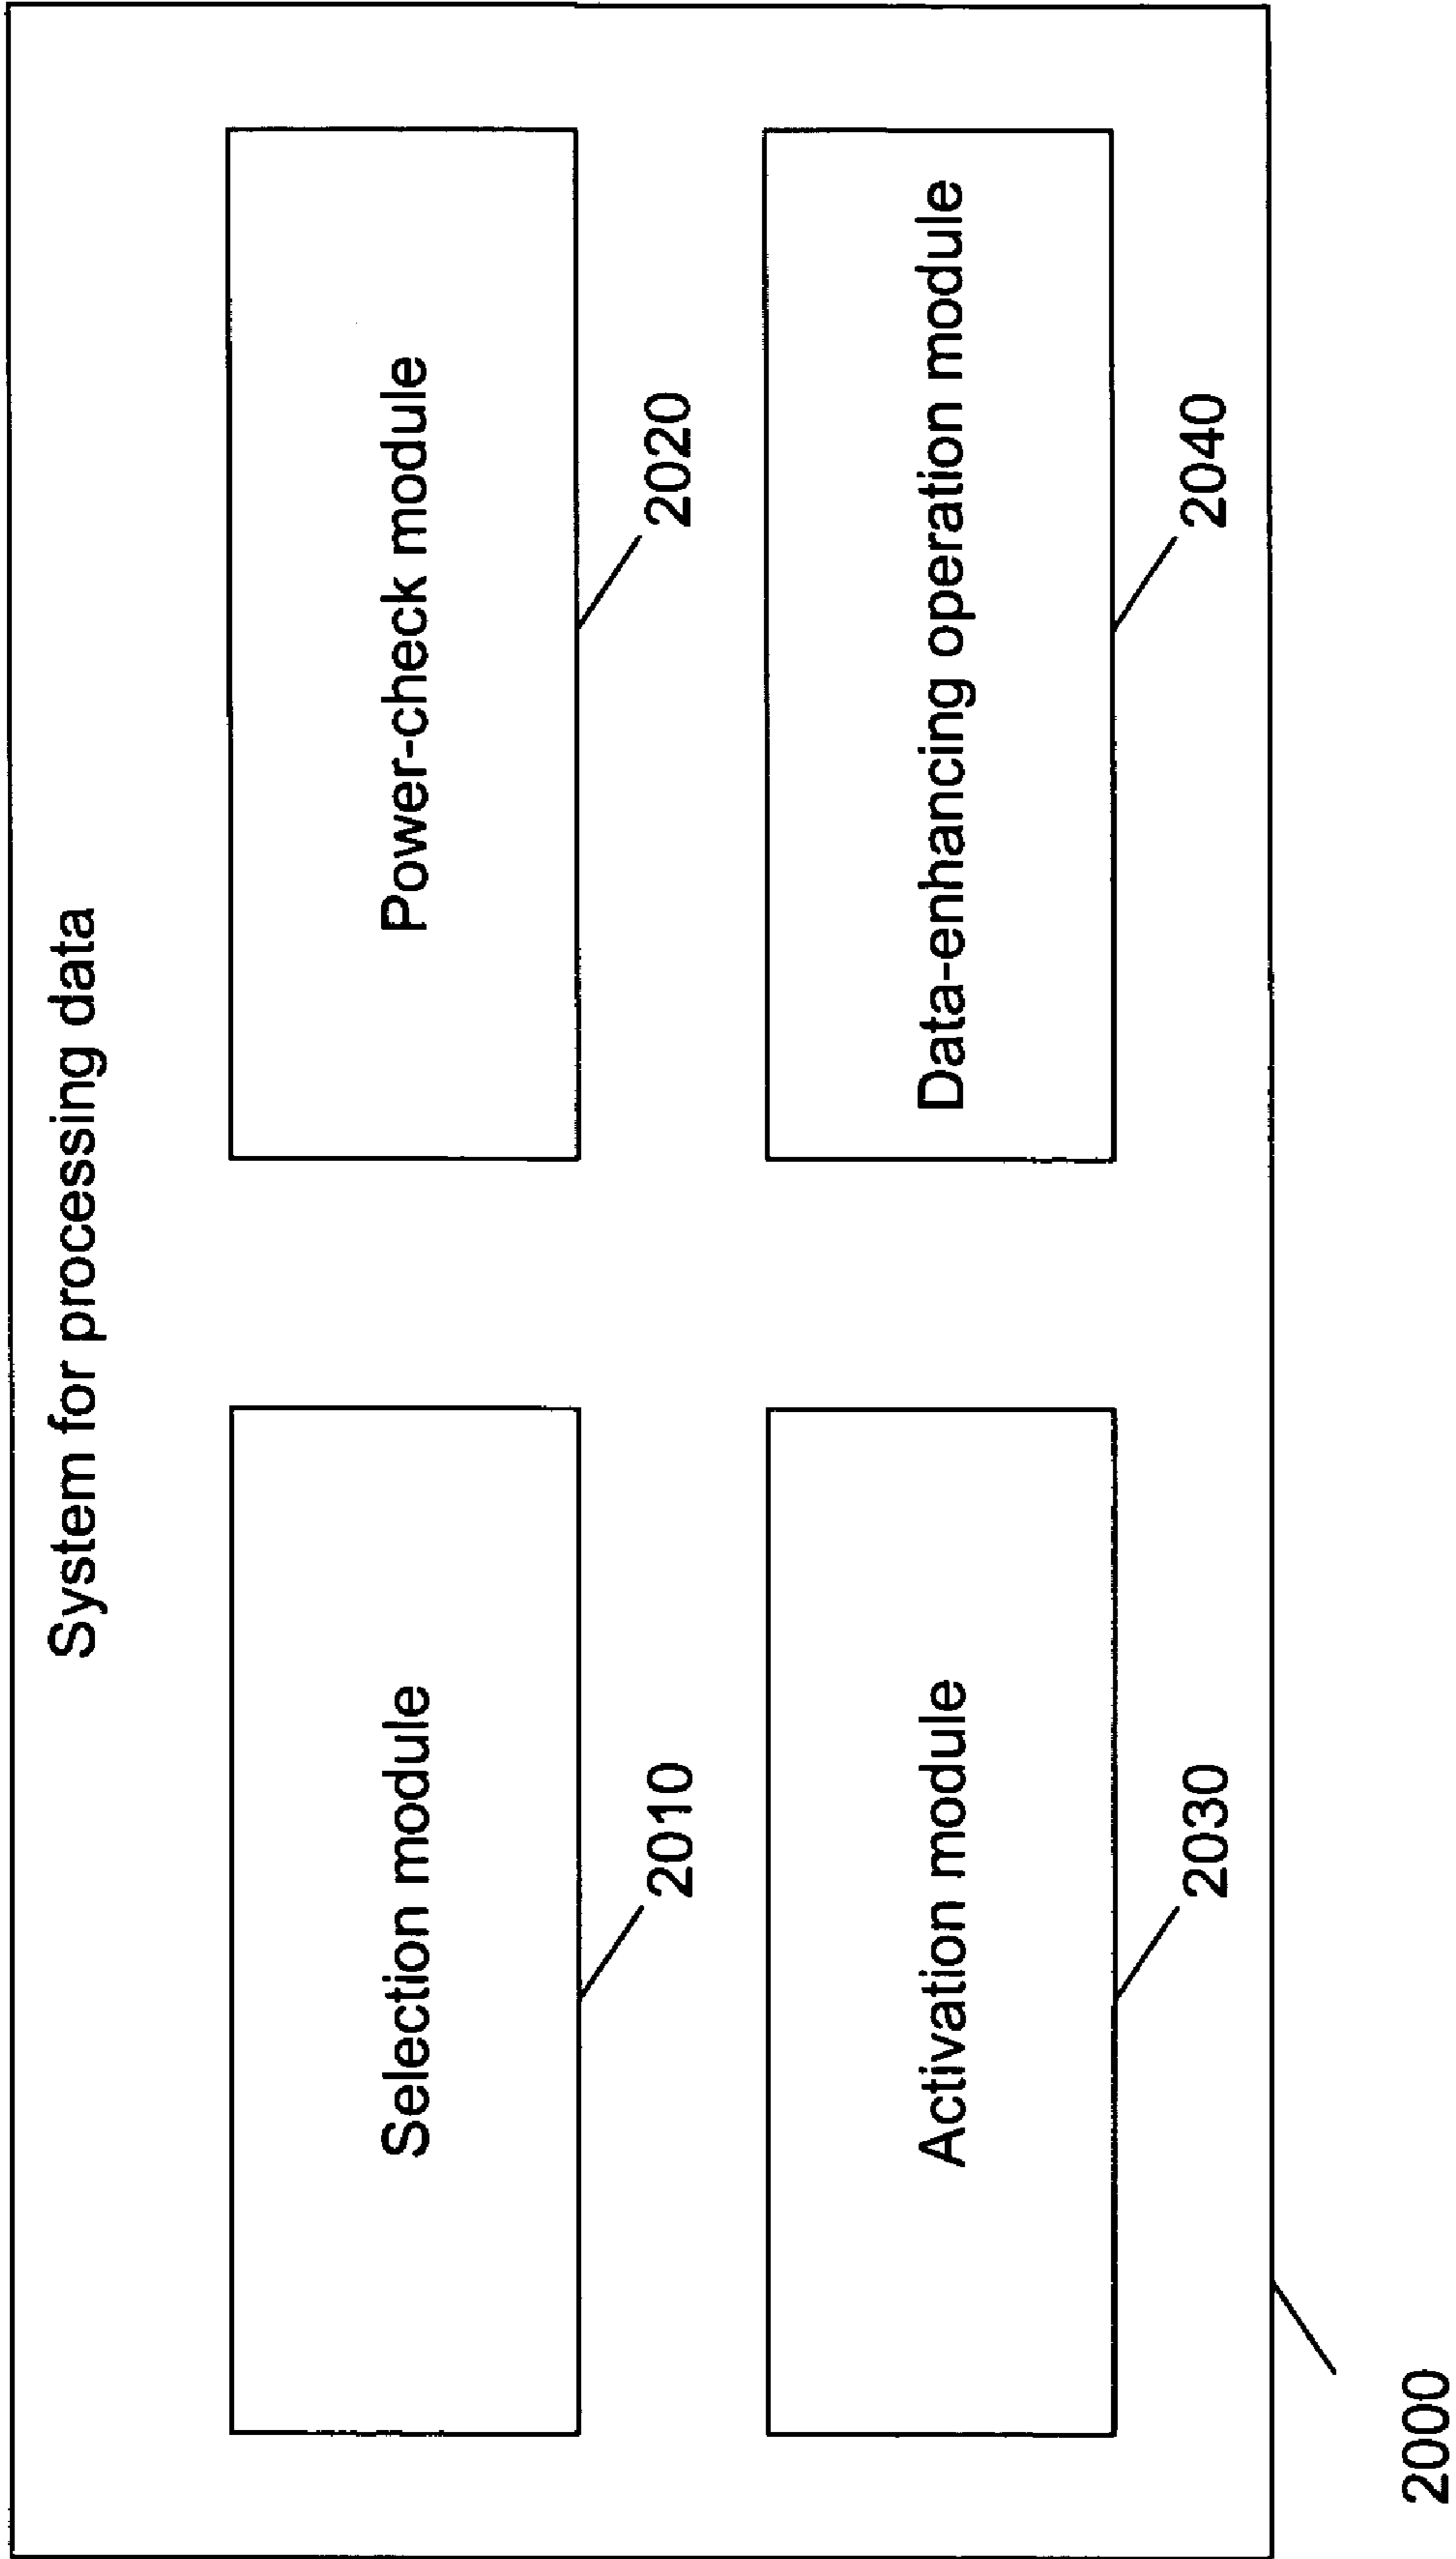 System for processing data
Selection module
Power-check module
2010
2020
Activation module
Data-enhancing operation module
2030
2040
2000